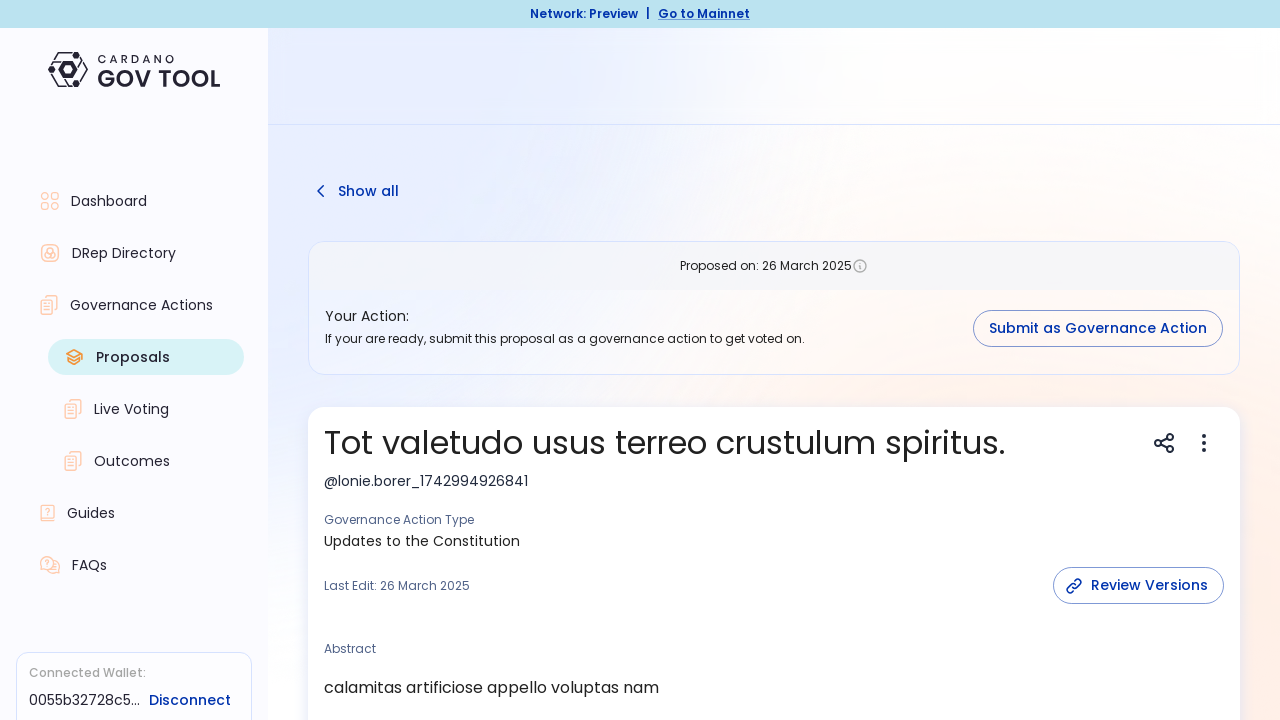 Network: Preview | Go to Mainnet
CARDANO
GOV TOOL
Dashboard
DRep Directory
Governance Actions
Proposals
Live Voting
Outcomes
Guides
FAQs
Connected Wallet:
0055b32728c5... Disconnect
Show all
Proposed on: 26 March 2025
Your Action:
If your are ready, submit this proposal as a governance action to get voted on.
Submit as Governance Action
Tot valetudo usus terreo crustulum spiritus.
@lonie.borer_1742994926841
Governance Action Type
Updates to the Constitution
Last Edit: 26 March 2025
Review Versions
Abstract
calamitas artificiose appello voluptas nam